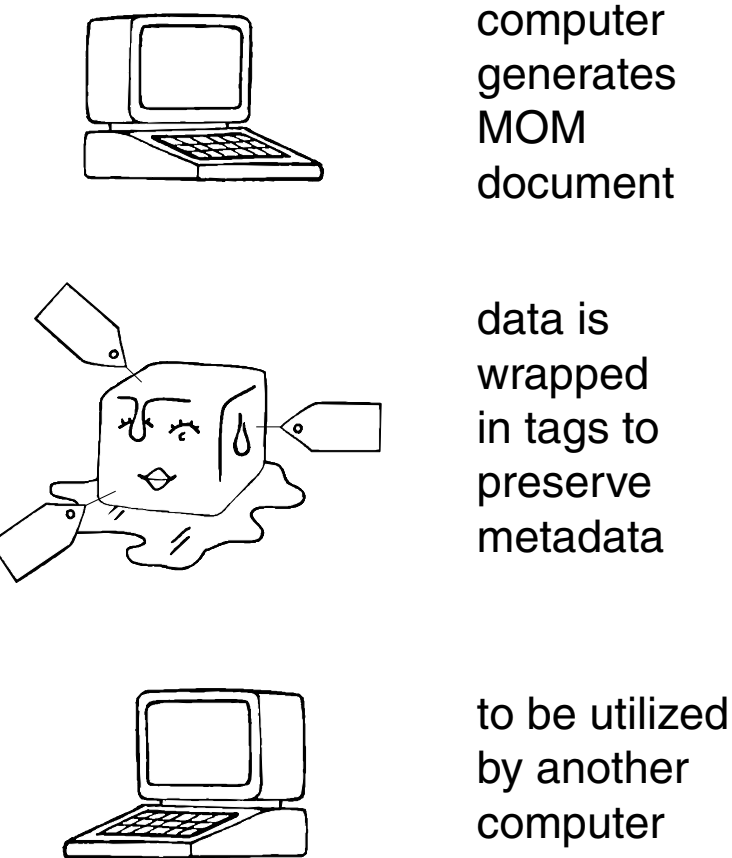 computer
generates
MOM
document
data is
wrapped
in tags to
preserve
metadata
to be utilized
by another
computer